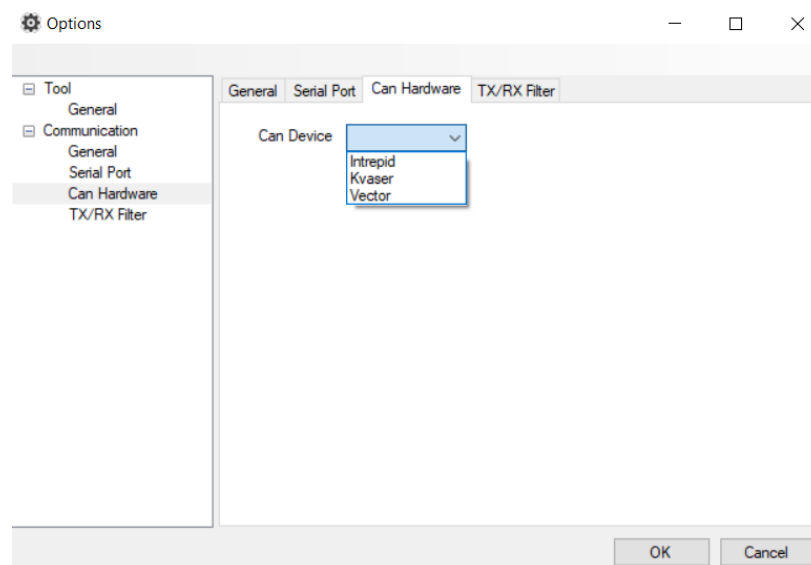 Options
Tool
General
Communication
General
Serial Port
Can Hardware
TX/RX Filter
General Serial Port Can Hardware TX/RX Filter
Can Device
Intrepid
Kvaser
Vector
OK Cancel